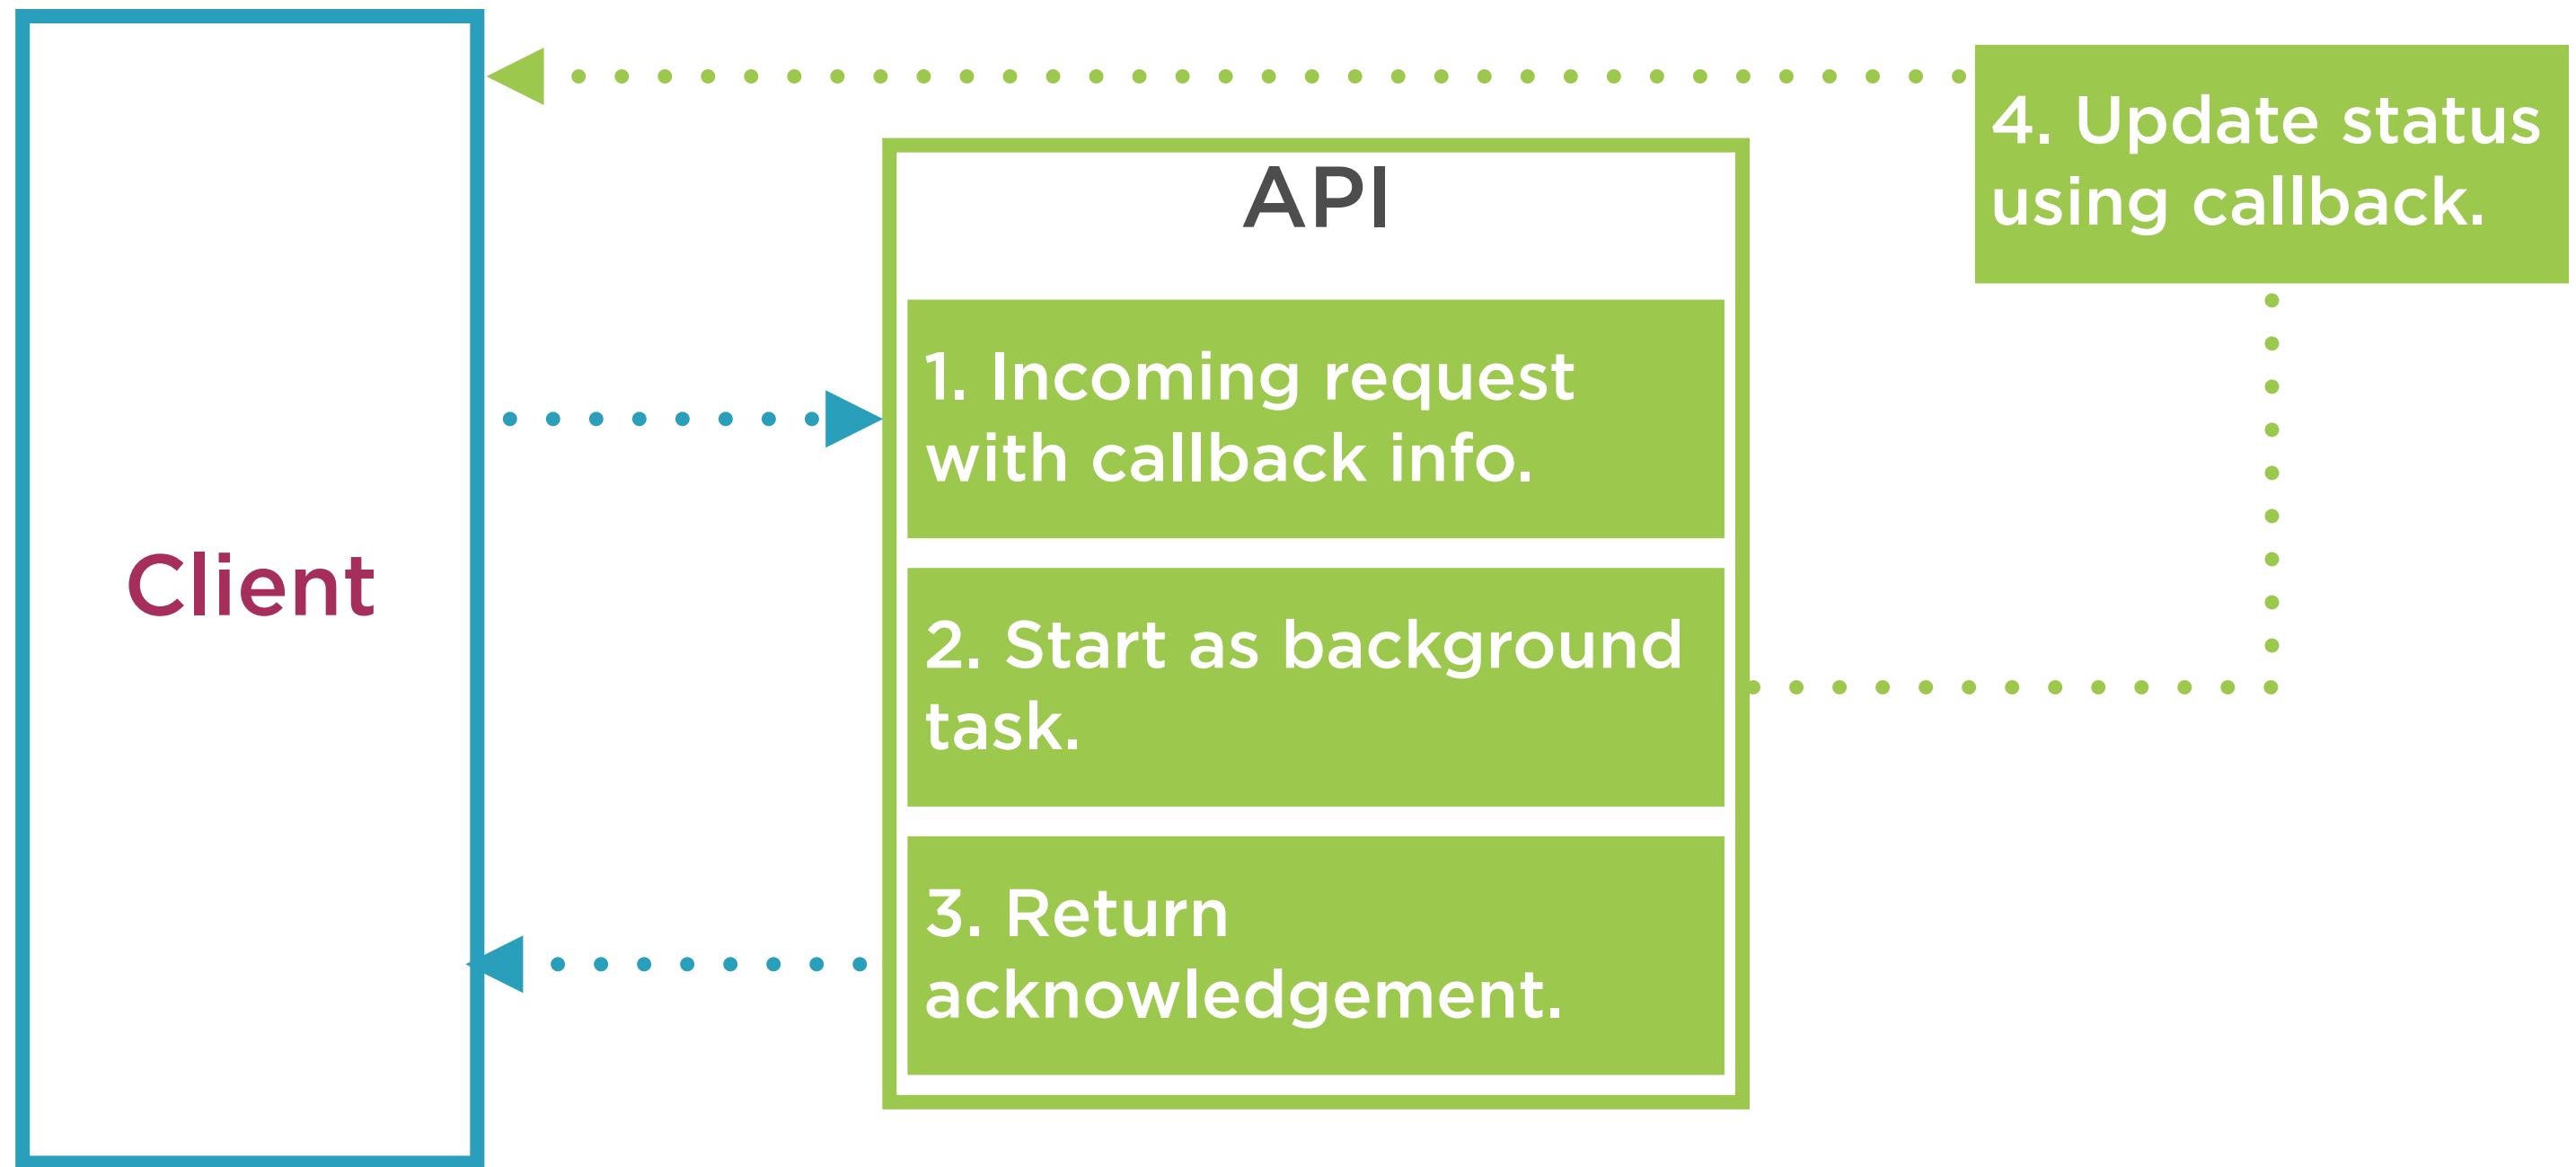 Client
API
1. Incoming request
with callback info.
2. Start as background
task.
3. Return
acknowledgement.
4. Update status
using callback.